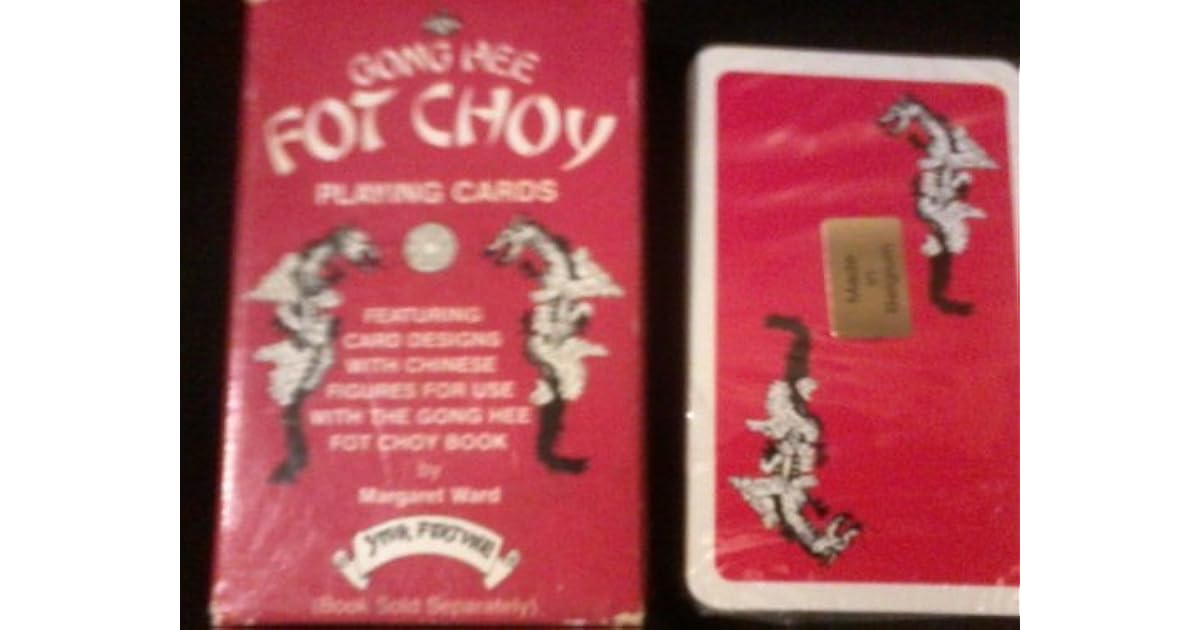 GONG HEE
FOT CHOY
PLAYING CARDS
FEATURING
CARD DESIGNS
WITH CHINESE
FIGURES FOR USE
WITH THE GONG HEE
FOT CHOY BOOK
by
Margaret Ward
YOUR FORTUNE
(Book Sold Separately)
Made
in
Belgium